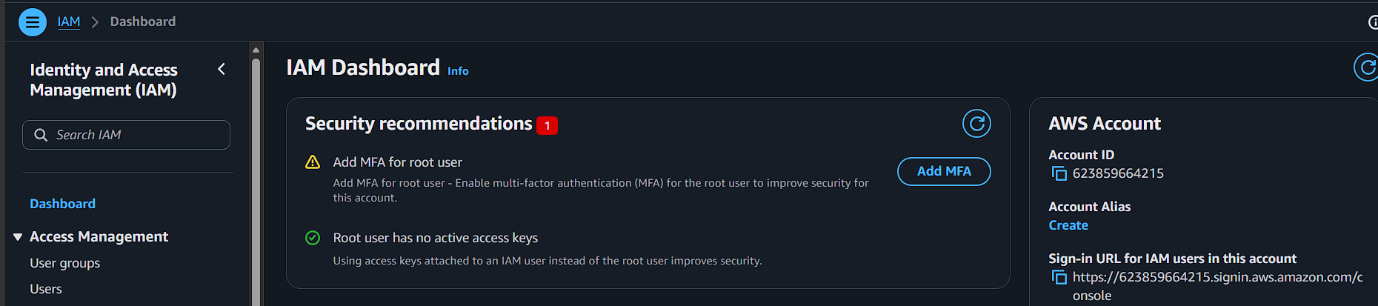 IAM > Dashboard
Identity and Access
Management (IAM)
Search IAM
Dashboard
Access Management
User groups
Users
IAM Dashboard Info
Security recommendations 1
Add MFA for root user
Add MFA for root user - Enable multi-factor authentication (MFA) for the root user to improve security for
this account.
Add MFA
Root user has no active access keys
Using access keys attached to an IAM user instead of the root user improves security.
AWS Account
Account ID
623859664215
Account Alias
Create
Sign-in URL for IAM users in this account
https://623859664215.signin.aws.amazon.com/c
onsole